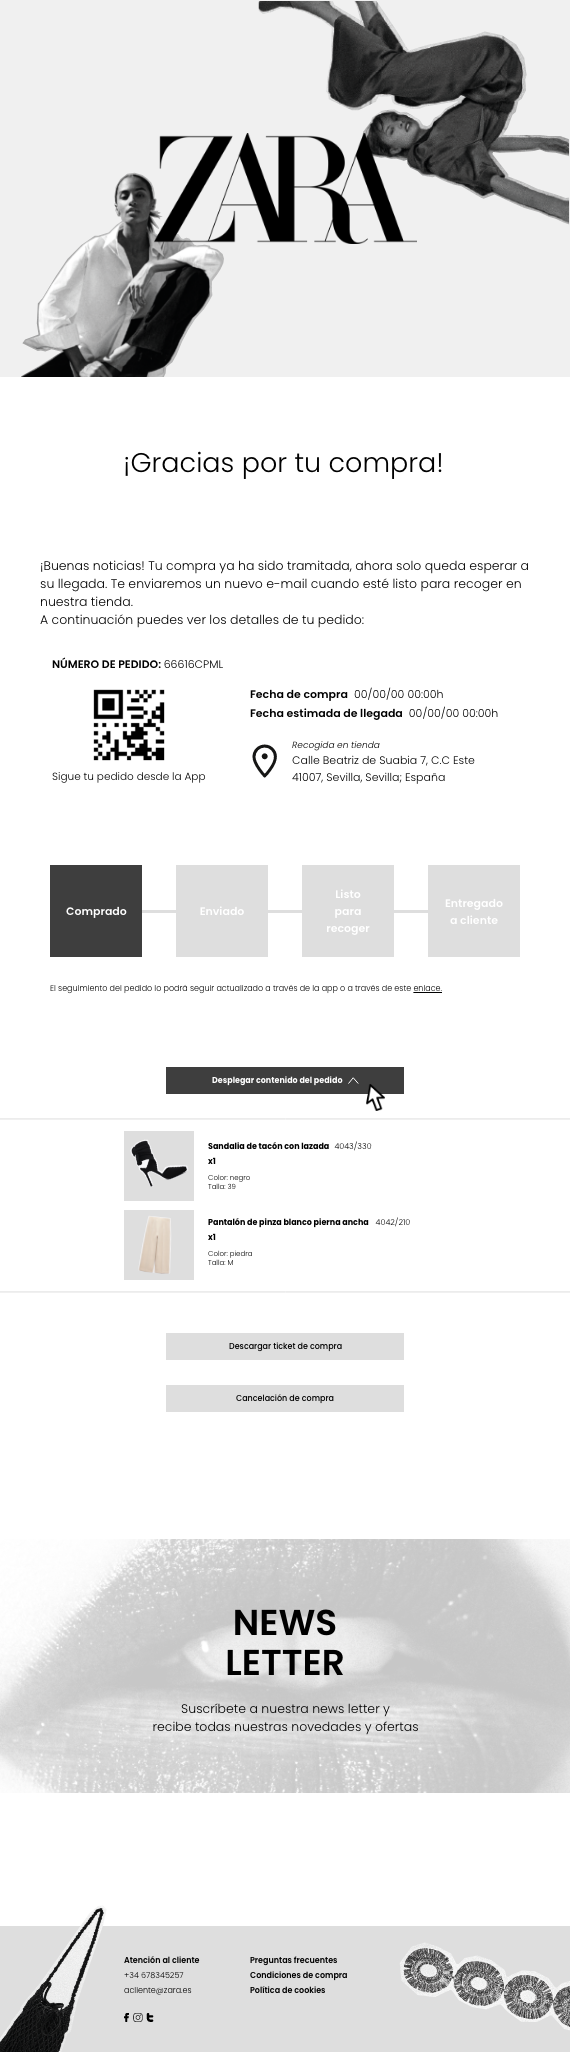 ZARA
¡Gracias por tu compra!
¡Buenas noticias! Tu compra ya ha sido tramitada, ahora solo queda esperar a
su llegada. Te enviaremos un nuevo e-mail cuando esté listo para recoger en
nuestra tienda.
A continuación puedes ver los detalles de tu pedido:
NÚMERO DE PEDIDO: 66616CPML
Sigue tu pedido desde la App
Fecha de compra 00/00/00 00:00h
Fecha estimada de llegada 00/00/00 00:00h
Recogida en tienda
Calle Beatriz de Suabia 7, C.C Este
41007, Sevilla, Sevilla; España
Comprado
Enviado
Listo
para
recoger
Entregado
a cliente
El seguimiento del pedido lo podrá seguir actualizado a través de la app o a través de este enlace.
Desplegar contenido del pedido
Sandalia de tacón con lazada 4043/330
x1
Color: negro
Talla: 39
Pantalón de pinza blanco pierna ancha 4042/210
x1
Color: piedra
Talla: M
Descargar ticket de compra
Cancelación de compra
NEWS
LETTER
Suscríbete a nuestra news letter y
recibe todas nuestras novedades y ofertas
Atención al cliente
+34 678345257
acliente@zara.es
Preguntas frecuentes
Condiciones de compra
Política de cookies